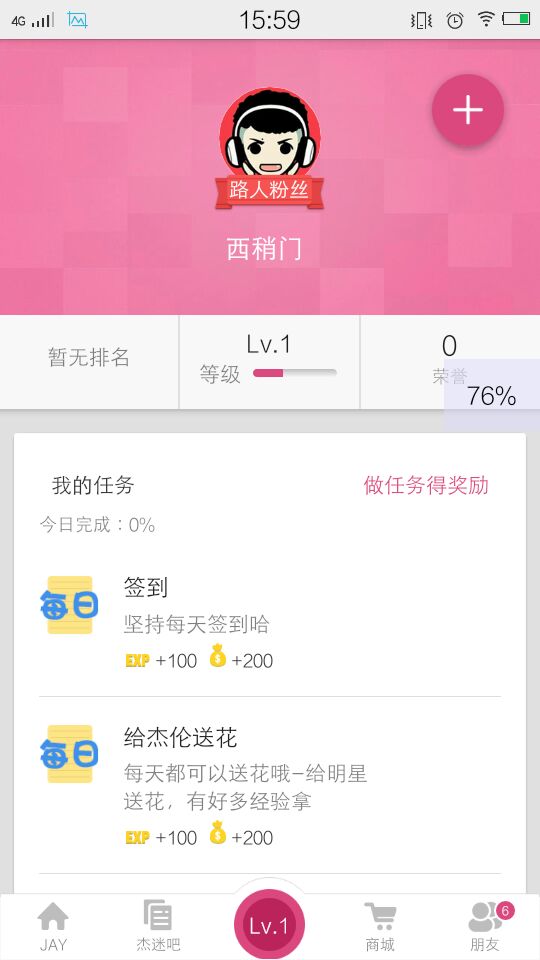 4G
15:59
路人粉丝
西稍门
暂无排名
Lv.1
等级
0
荣誉
76%
我的任务
做任务得奖励
今日完成：0%
每日
签到
坚持每天签到哈
EXP +100 $ +200
每日
给杰伦送花
每天都可以送花哦-给明星
送花，有好多经验拿
EXP +100 $ +200
JAY
杰迷吧
Lv.1
商城
朋友
6